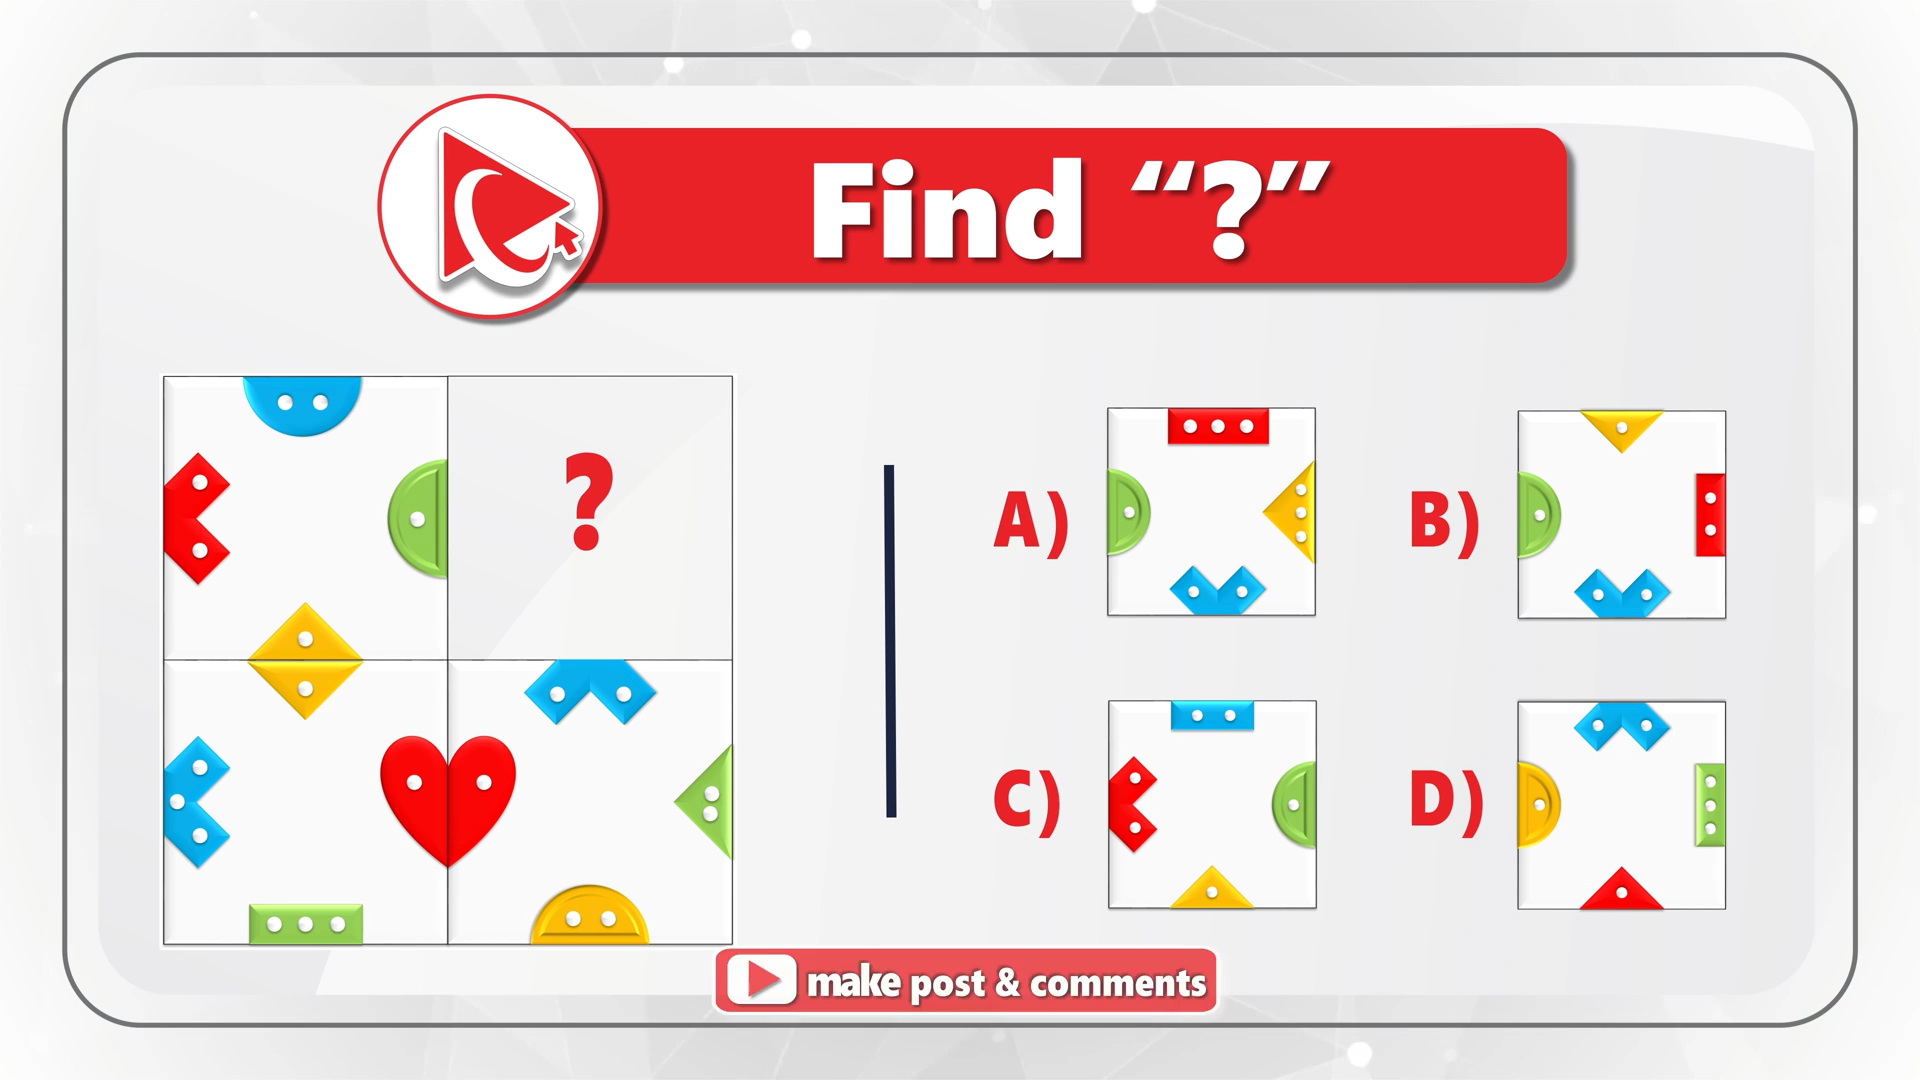 Find “?”
?
A)
B)
C)
D)
make post & comments